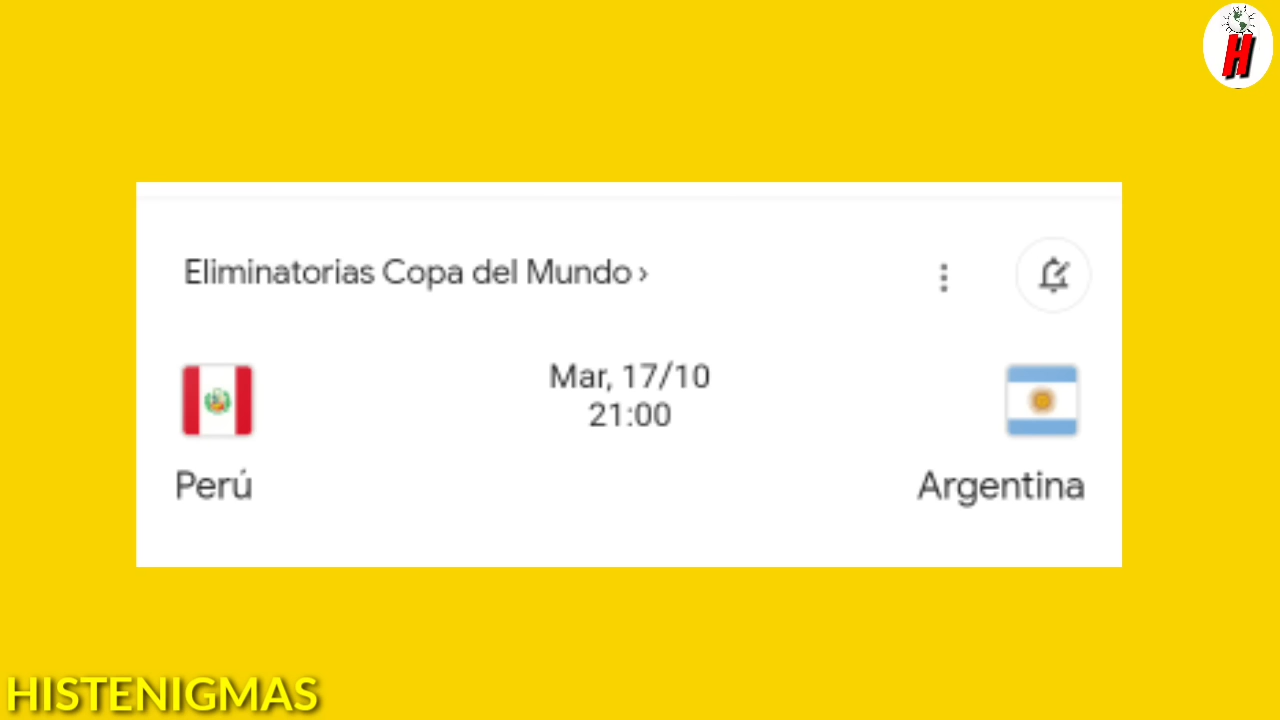 H
Eliminatorias Copa del Mundo ›
Mar, 17/10
21:00
Perú
Argentina
HISTENIGMAS